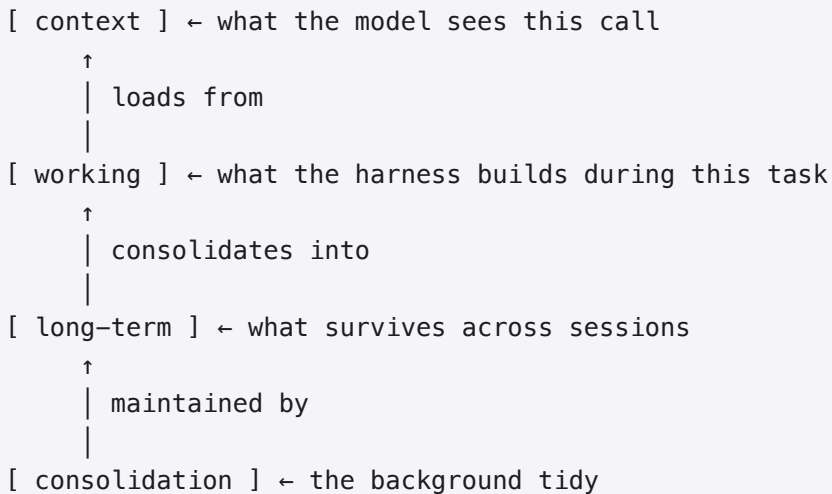 [ context ] ← what the model sees this call
↑
│ loads from
│
[ working ] ← what the harness builds during this task
↑
│ consolidates into
│
[ long-term ] ← what survives across sessions
↑
│ maintained by
│
[ consolidation ] ← the background tidy